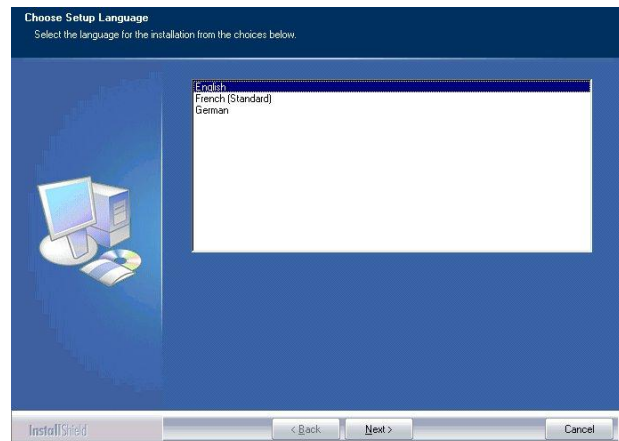 Choose Setup Language
Select the language for the installation from the choices below.
English
French (Standard)
German
InstallShield
< Back
Next >
Cancel